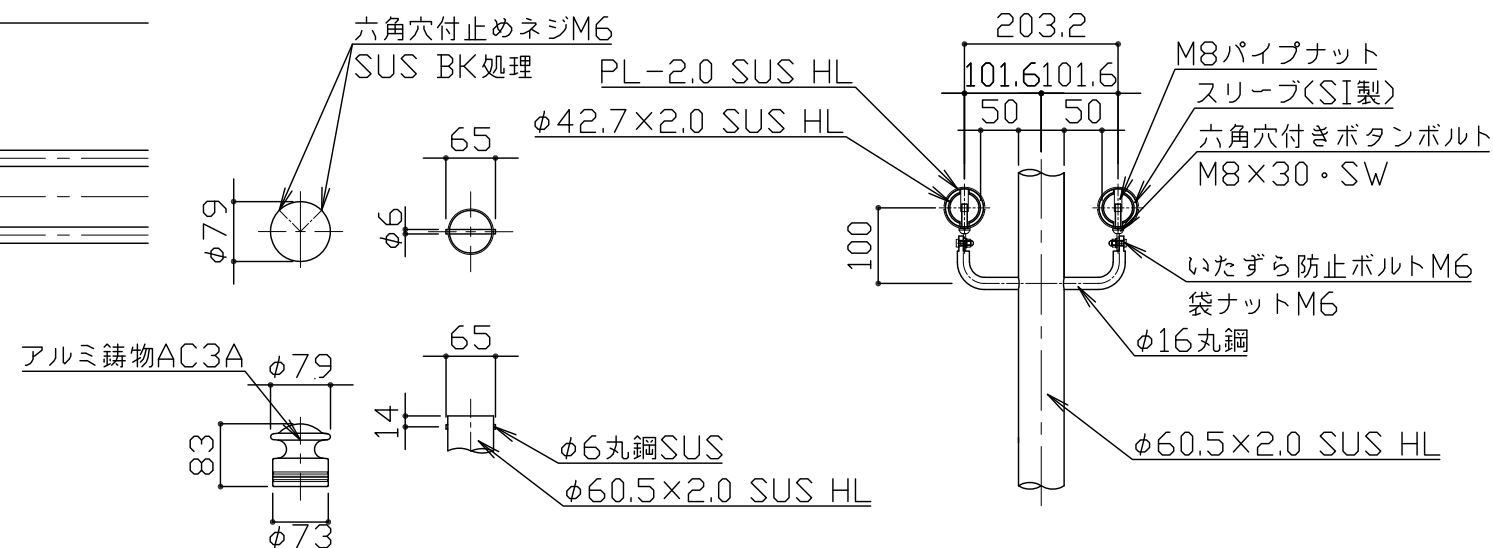 六角穴付止めネジM6
SUS BK処理
φ79
65
φ6
アルミ鋳物AC3A
φ79
83
φ73
65
14
φ6丸鋼SUS
φ60.5×2.0 SUS HL
203.2
101.6
101.6
50
50
PL-2.0 SUS HL
φ42.7×2.0 SUS HL
M8パイプナット
スリーブ(SI製)
六角穴付きボタンボルト
M8×30・SW
100
いたずら防止ボルトM6
袋ナットM6
φ16丸鋼
φ60.5×2.0 SUS HL